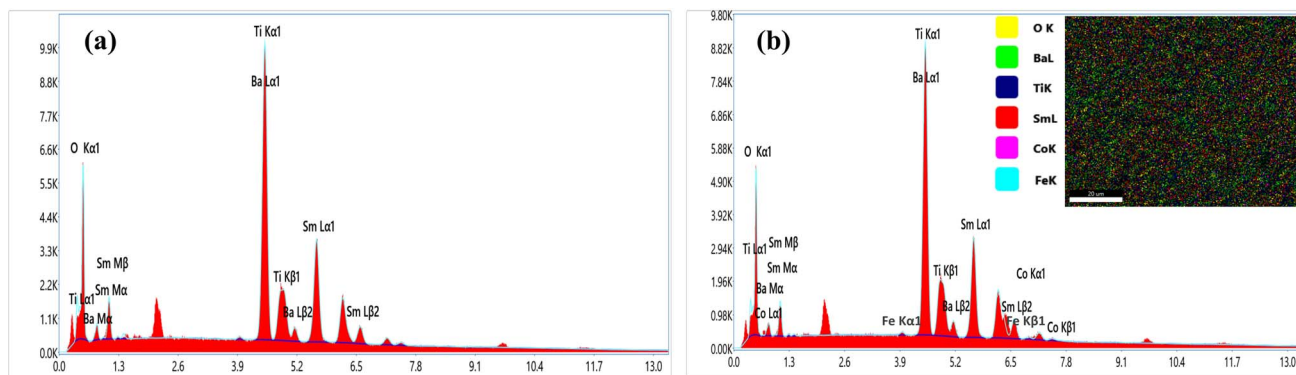 (a)
9.9K
8.8K
7.7K
6.6K
5.5K
4.4K
3.3K
2.2K
1.1K
0.0K
0.0
1.3
2.6
3.9
5.2
6.5
7.8
9.1
10.4
11.7
13.0
Ti Kα1
Ba Lα1
O Kα1
Sm Mβ
Sm Mα
Ti Lα1
Ba Mα
Sm Lα1
Ti Kβ1
Ba Lβ2
Sm Lβ2
(b)
9.80K
8.82K
7.84K
6.86K
5.88K
4.90K
3.92K
2.94K
1.96K
0.98K
0.00K
0.0
1.3
2.6
3.9
5.2
6.5
7.8
9.1
10.4
11.7
13.0
Ti Kα1
Ba Lα1
O Kα1
Ti Lα1
Sm Mβ
Sm Mα
Ba Mα
Co Lα1
Sm Lα1
Ti Kβ1
Co Kα1
Ba Lβ2
Sm Lβ2
Fe Kα1
Fe Kβ1
Co Kβ1
O K
BaL
TiK
SmL
CoK
FeK
20 um